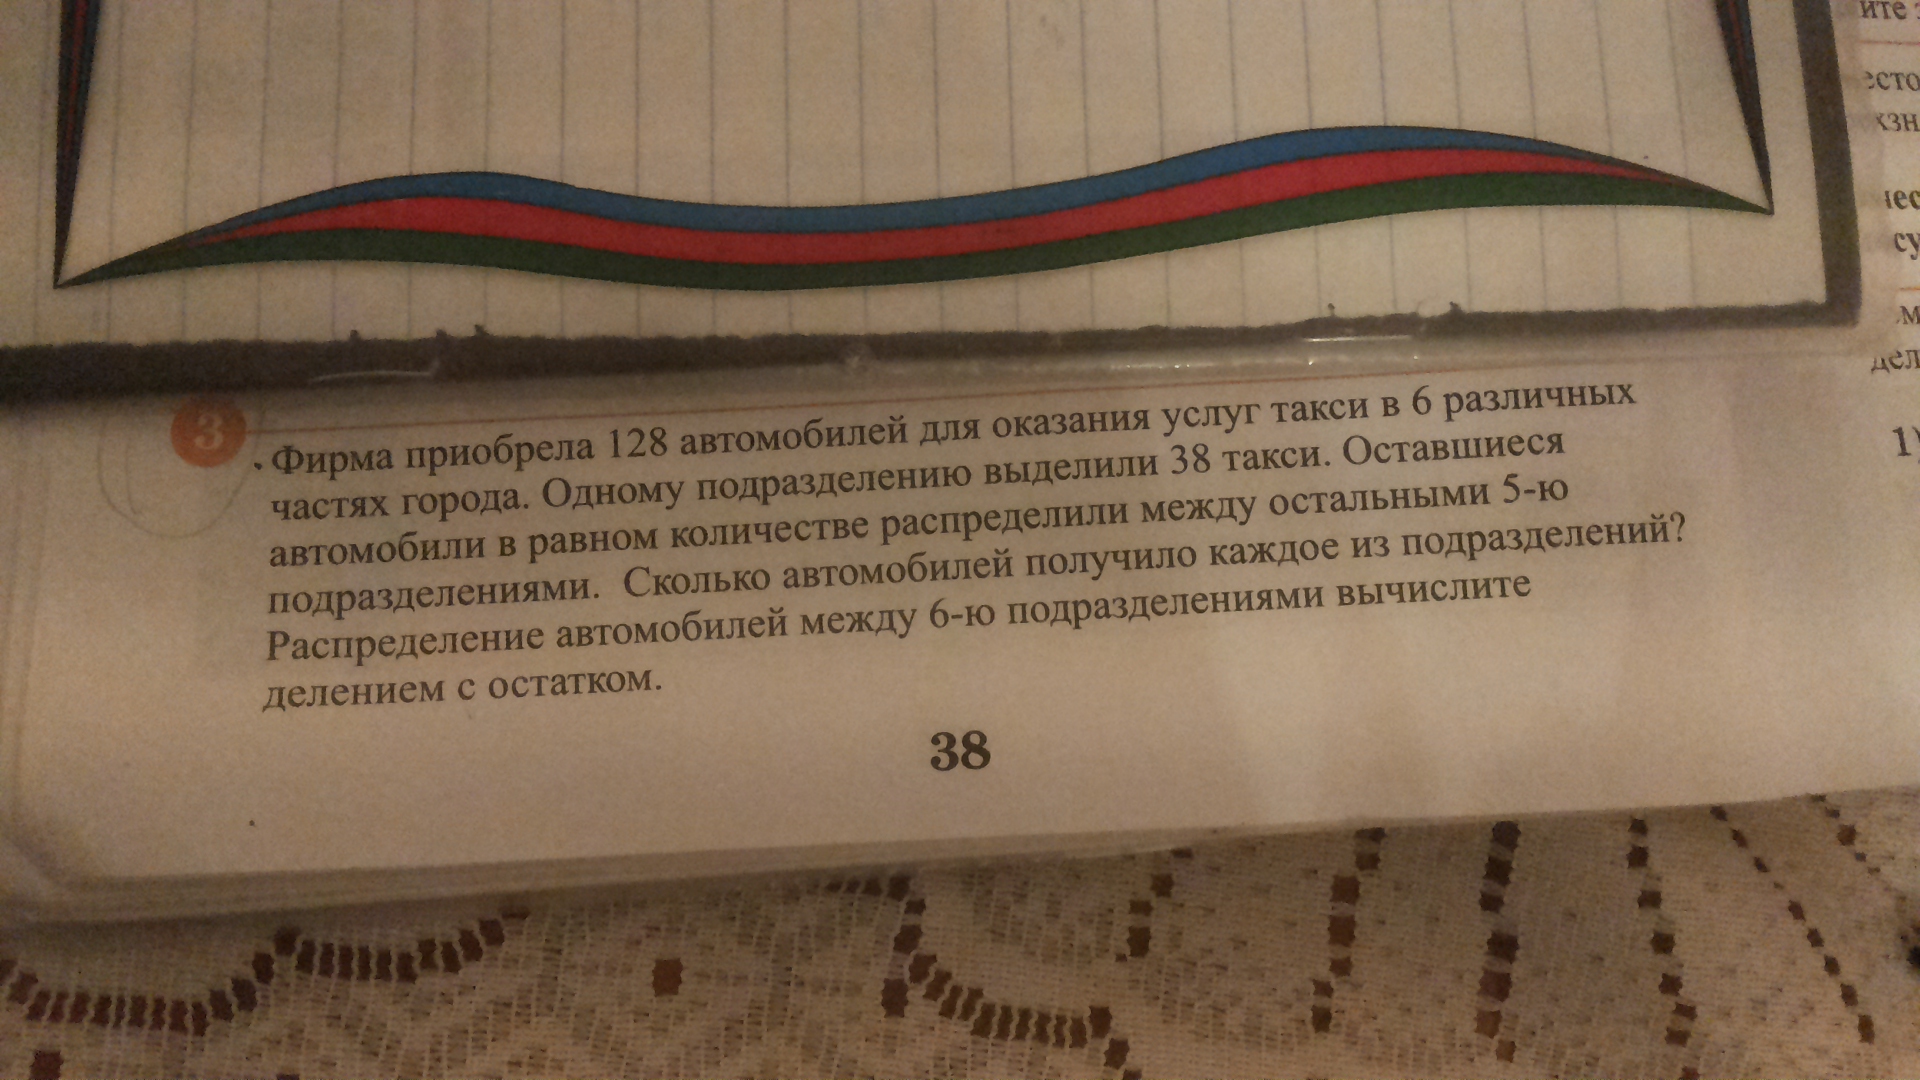 3
Фирма приобрела 128 автомобилей для оказания услуг такси в 6 различных
частях города. Одному подразделению выделили 38 такси. Оставшиеся
автомобили в равном количестве распределили между остальными 5-ю
подразделениями. Сколько автомобилей получило каждое из подразделений?
Распределение автомобилей между 6-ю подразделениями вычислите
делением с остатком.
38
1)